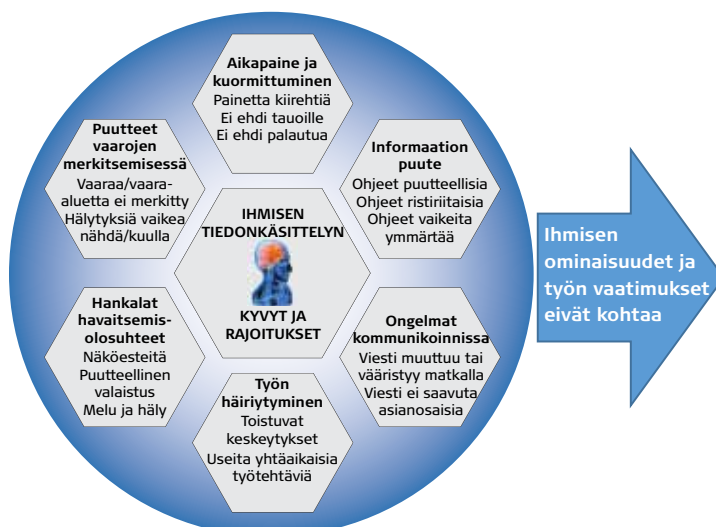 Aikapaine ja
kuormittuminen
Painetta kiirehtiä
Ei ehdi tauoille
Ei ehdi palautua
Puutteet
vaarojen
merkitsemisessä
Vaaraa/vaara-
aluetta ei merkitty
Hälytyksiä vaikea
nähdä/kuulla
Informaation
puute
Ohjeet puutteellisia
Ohjeet ristiriitaisia
Ohjeet vaikeita
ymmärtää
IHMISEN
TIEDONKÄSITTELYN
KYVYT JA
RAJOITUKSET
Hankalat
havaitsemis-
olosuhteet
Näköesteitä
Puutteellinen
valaistus
Melu ja häly
Ongelmat
kommunikoinnissa
Viesti muuttuu tai
vääristyy matkalla
Viesti ei saavuta
asianosaisia
Työn
häiriytyminen
Toistuvat
keskeytykset
Useita yhtäaikaisia
työtehtäviä
Ihmisen
ominaisuudet ja
työn vaatimukset
eivät kohtaa